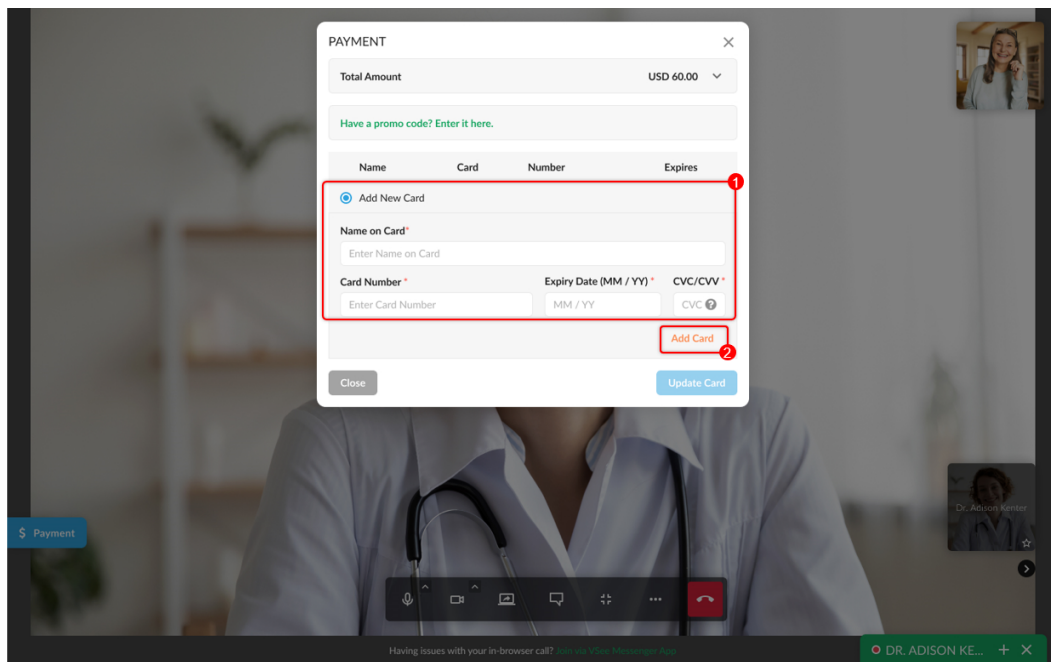 PAYMENT
Total Amount USD 60.00
Have a promo code? Enter it here.
Name Card Number Expires
1
Add New Card
Name on Card*
Enter Name on Card
Card Number * Expiry Date (MM / YY) * CVC/CVV *
Enter Card Number MM / YY CVC
Add Card
2
Close Update Card
Dr. Adison Kenter
$ Payment
Having issues with your in-browser call? Join via VSee Messenger App
DR. ADISON KE...